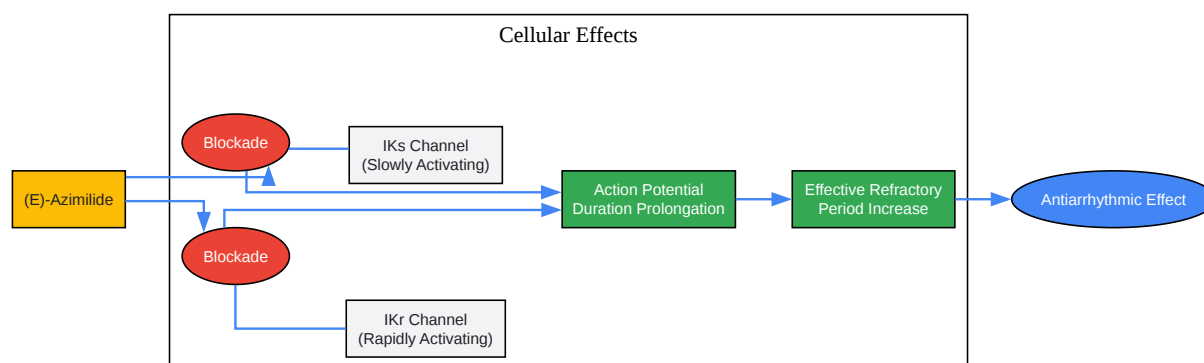 Cellular Effects
Blockade
IKs Channel
(Slowly Activating)
(E)-Azimilide
Action Potential
Duration Prolongation
Effective Refractory
Period Increase
Antiarrhythmic Effect
Blockade
IKr Channel
(Rapidly Activating)